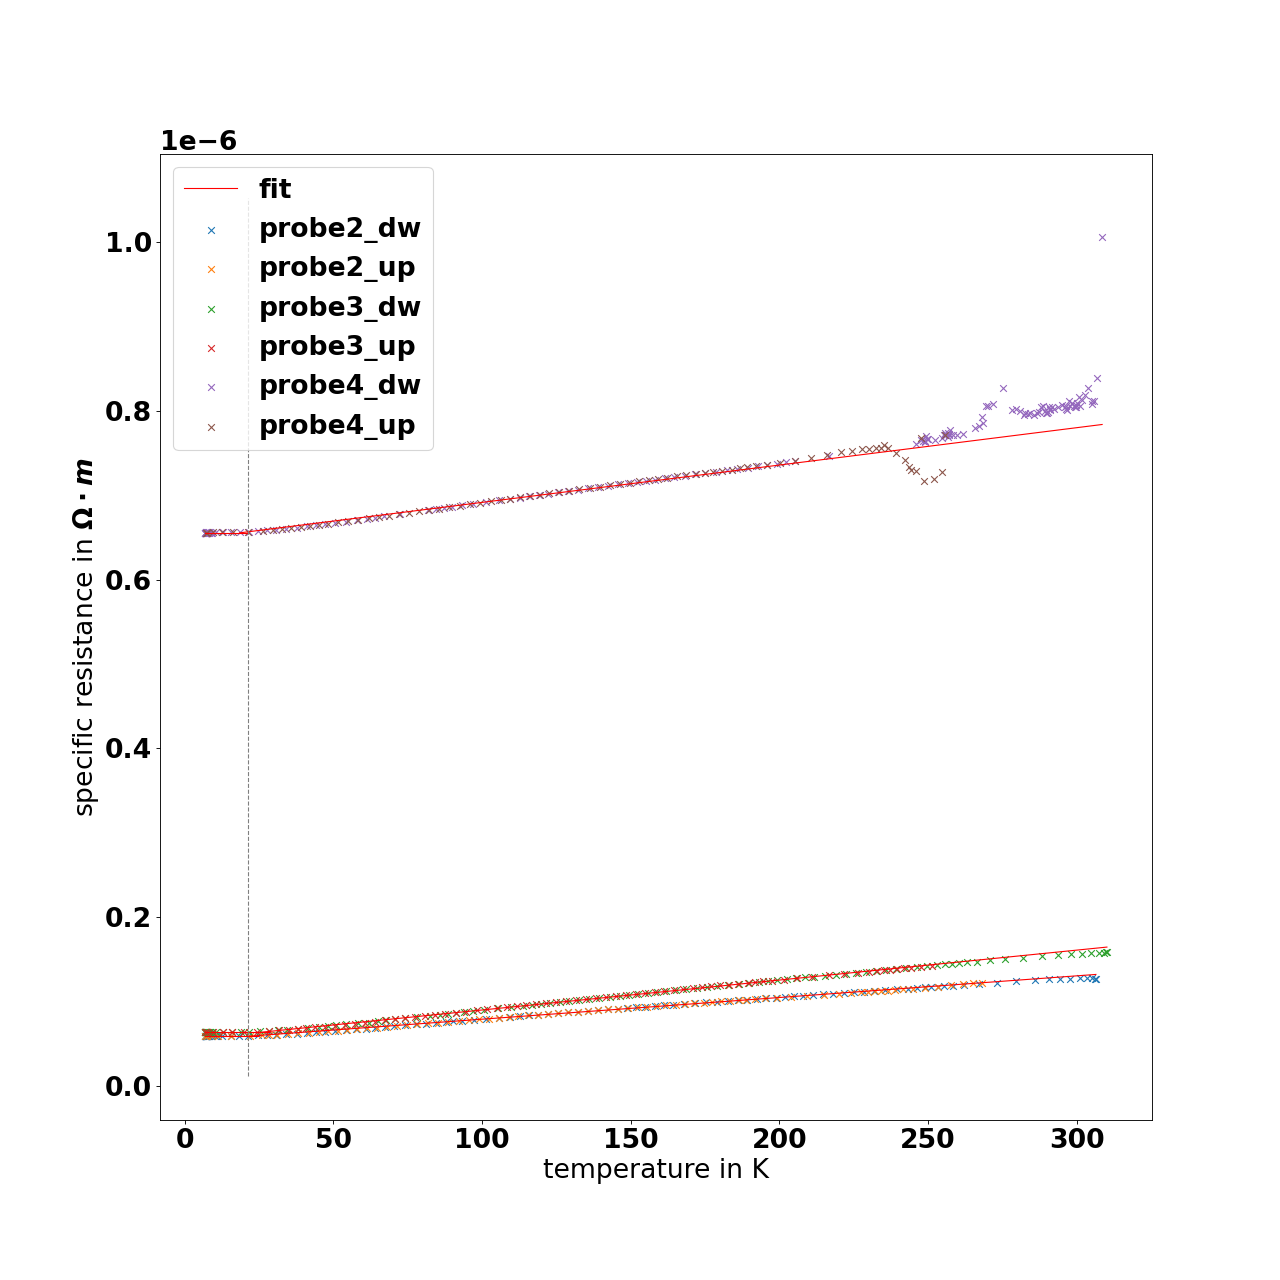 1e−6
fit
probe2_dw
probe2_up
probe3_dw
probe3_up
probe4_dw
probe4_up
1.0
0.8
0.6
0.4
0.2
0.0
specific resistance in Ω · m
0 50 100 150 200 250 300
temperature in K